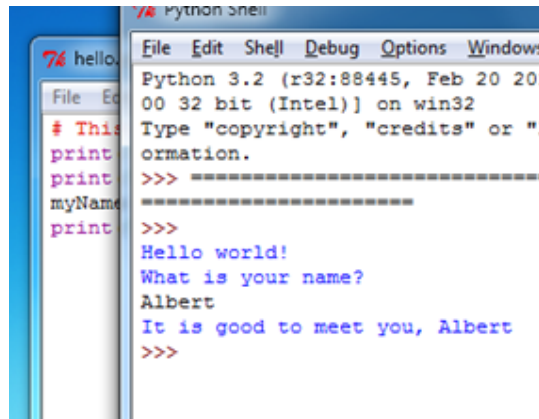 Python Shell
hello.
File Edit Shell Debug Options Windows
Python 3.2 (r32:88445, Feb 20 20
00 32 bit (Intel)] on win32
Type "copyright", "credits" or "
ormation.
>>> ================================
======================
>>>
Hello world!
What is your name?
Albert
It is good to meet you, Albert
>>>
File Ed
# This
print
print
myName
print